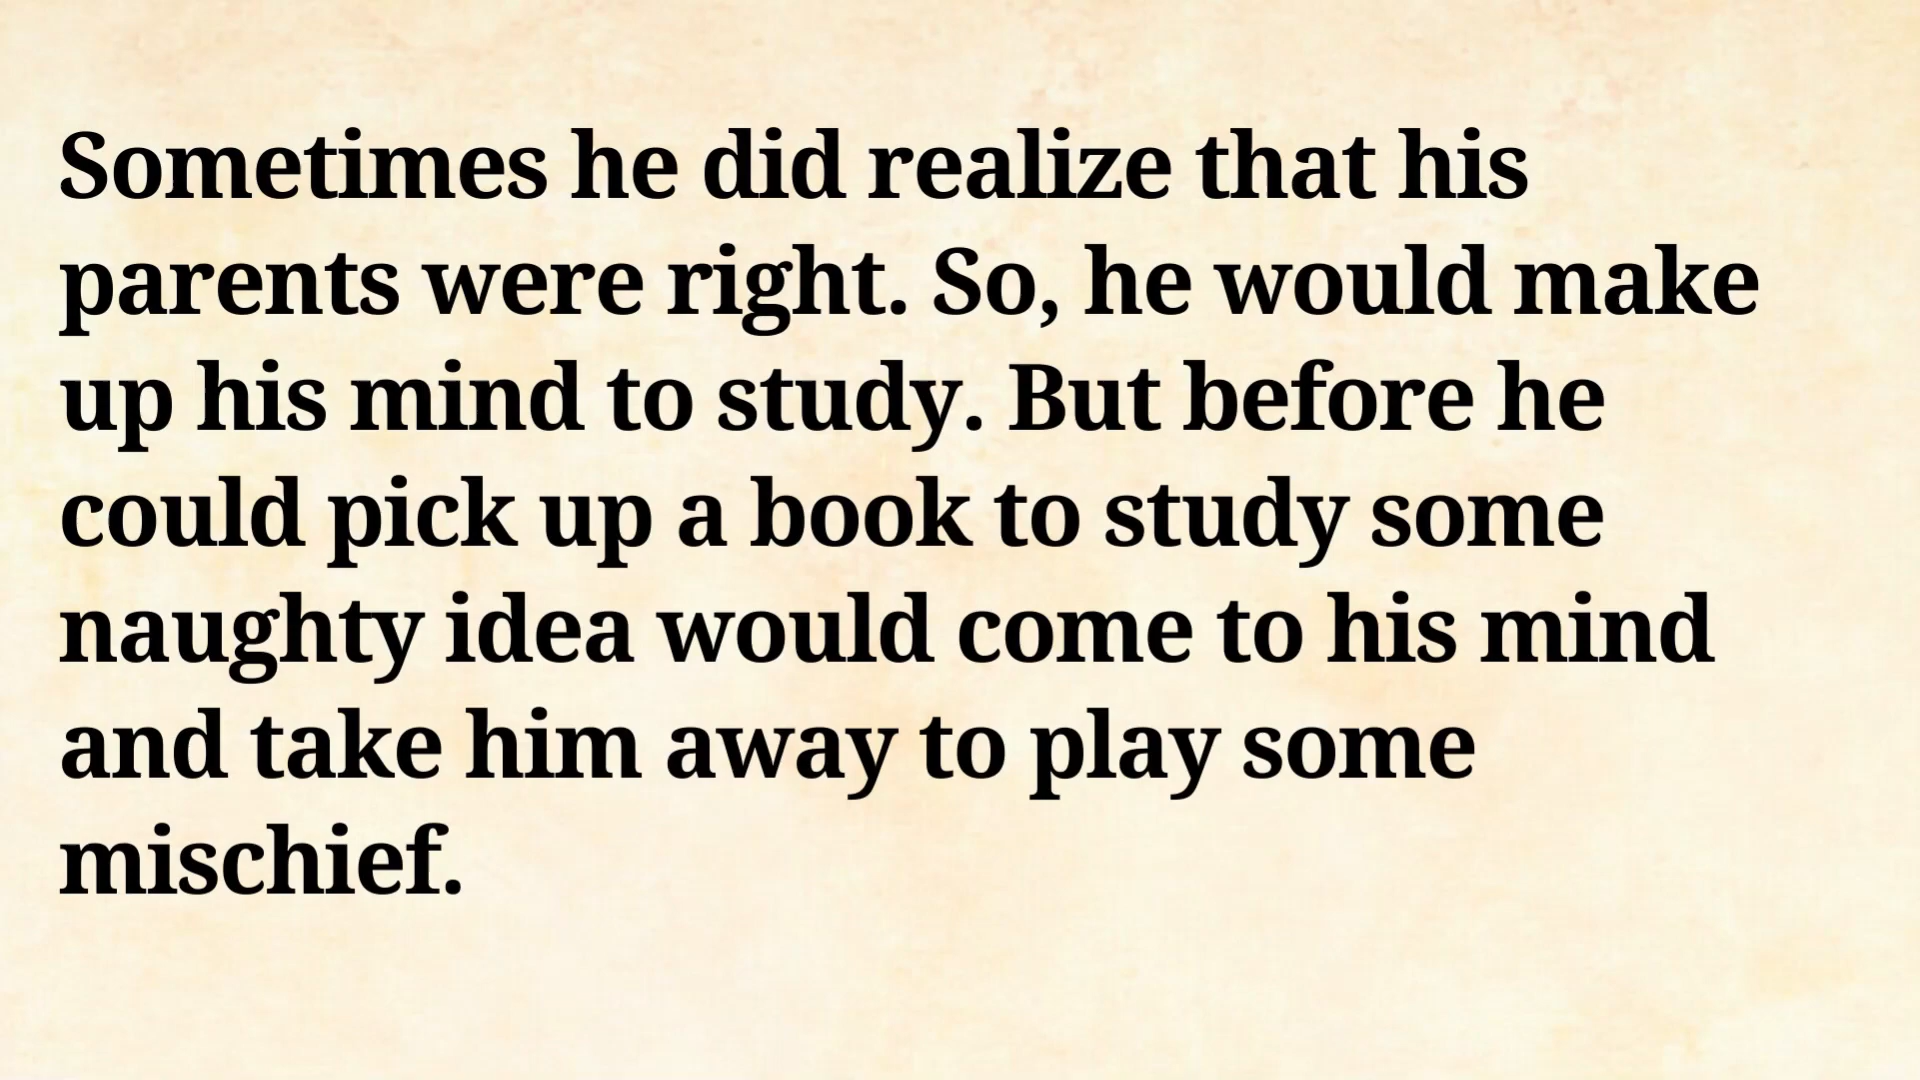 Sometimes he did realize that his
parents were right. So, he would make
up his mind to study. But before he
could pick up a book to study some
naughty idea would come to his mind
and take him away to play some
mischief.